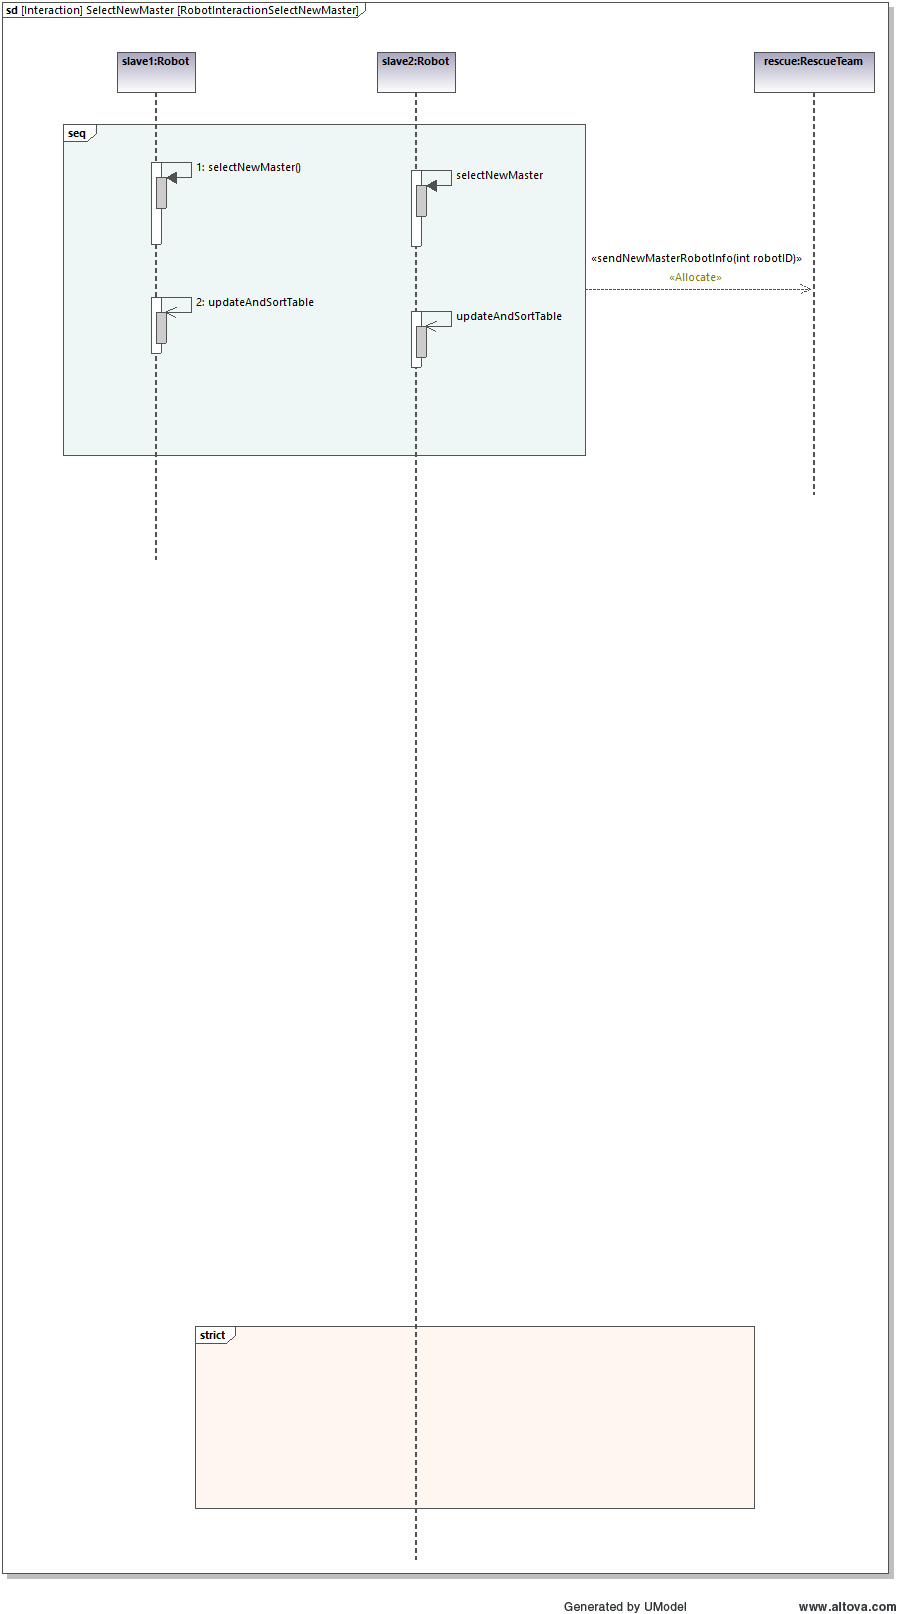 sd [Interaction] SelectNewMaster [RobotInteractionSelectNewMaster]
slave1:Robot
slave2:Robot
rescue:RescueTeam
seq
1: selectNewMaster()
selectNewMaster
«sendNewMasterRobotInfo(int robotID)»
«Allocate»
2: updateAndSortTable
updateAndSortTable
strict
Generated by UModel
www.altova.com